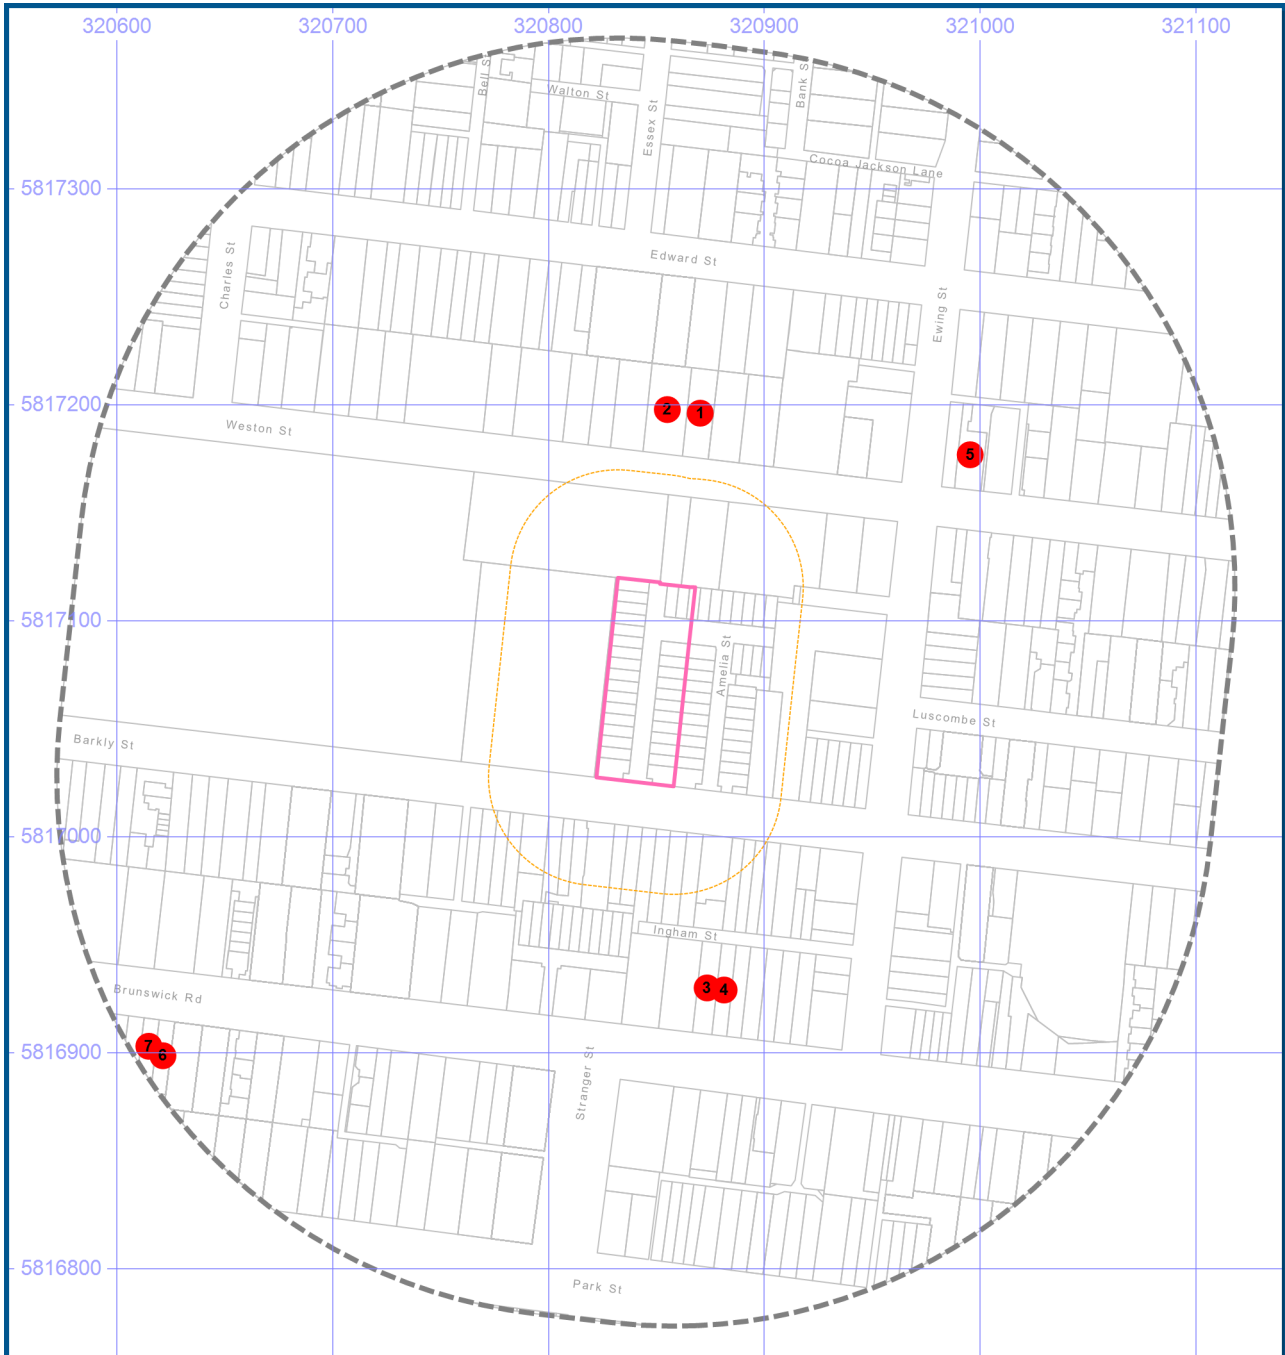 320600 320700 320800 320900 321000 321100
Bell S
Walton St
Essex St
Bank S
Cocoa Jackson Lane
5817300
Charles St
Edward St
Ewing St
5817200
2
1
Weston St
5
5817100
Amelia St
Luscombe St
Barkly St
5817000
Ingham St
3
4
Brunswick Rd
7
6
5816900
Stranger St
5816800
Park St